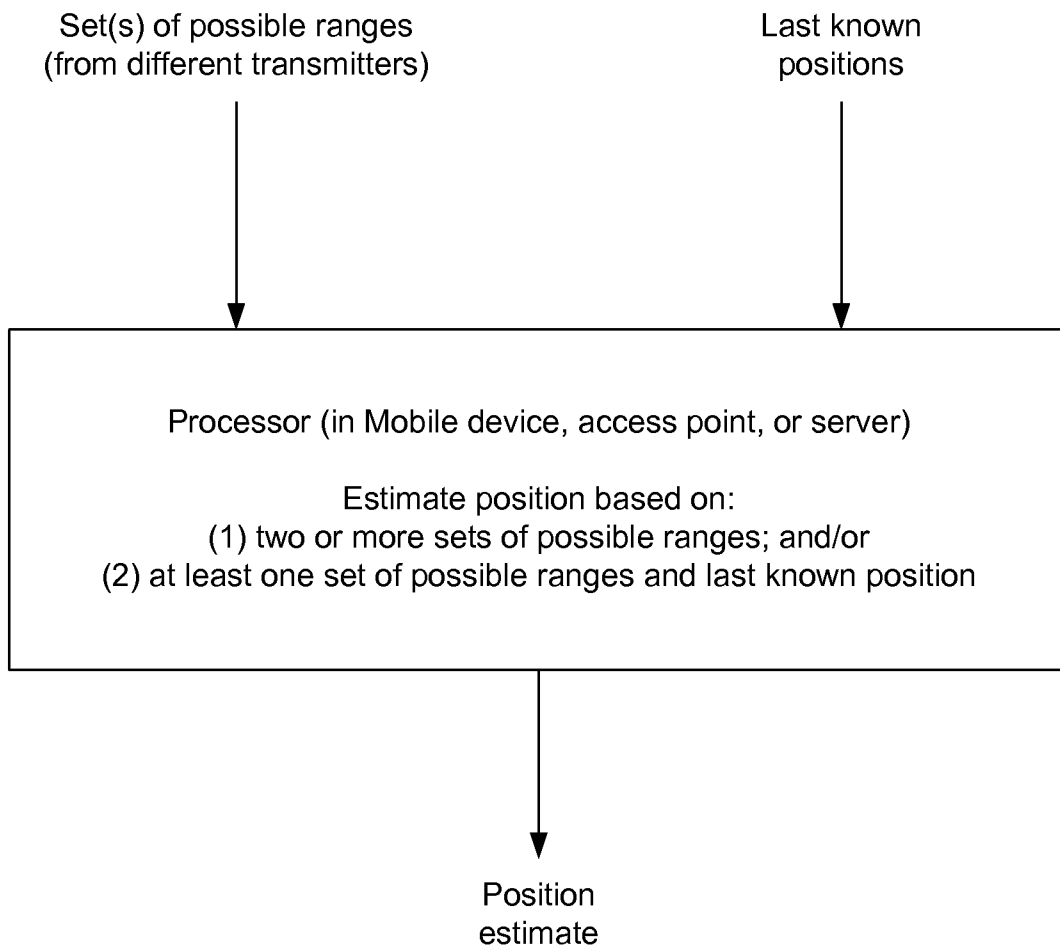 Set(s) of possible ranges
(from different transmitters)
Last known
positions
Processor (in Mobile device, access point, or server)
Estimate position based on:
(1) two or more sets of possible ranges; and/or
(2) at least one set of possible ranges and last known position
Position
estimate